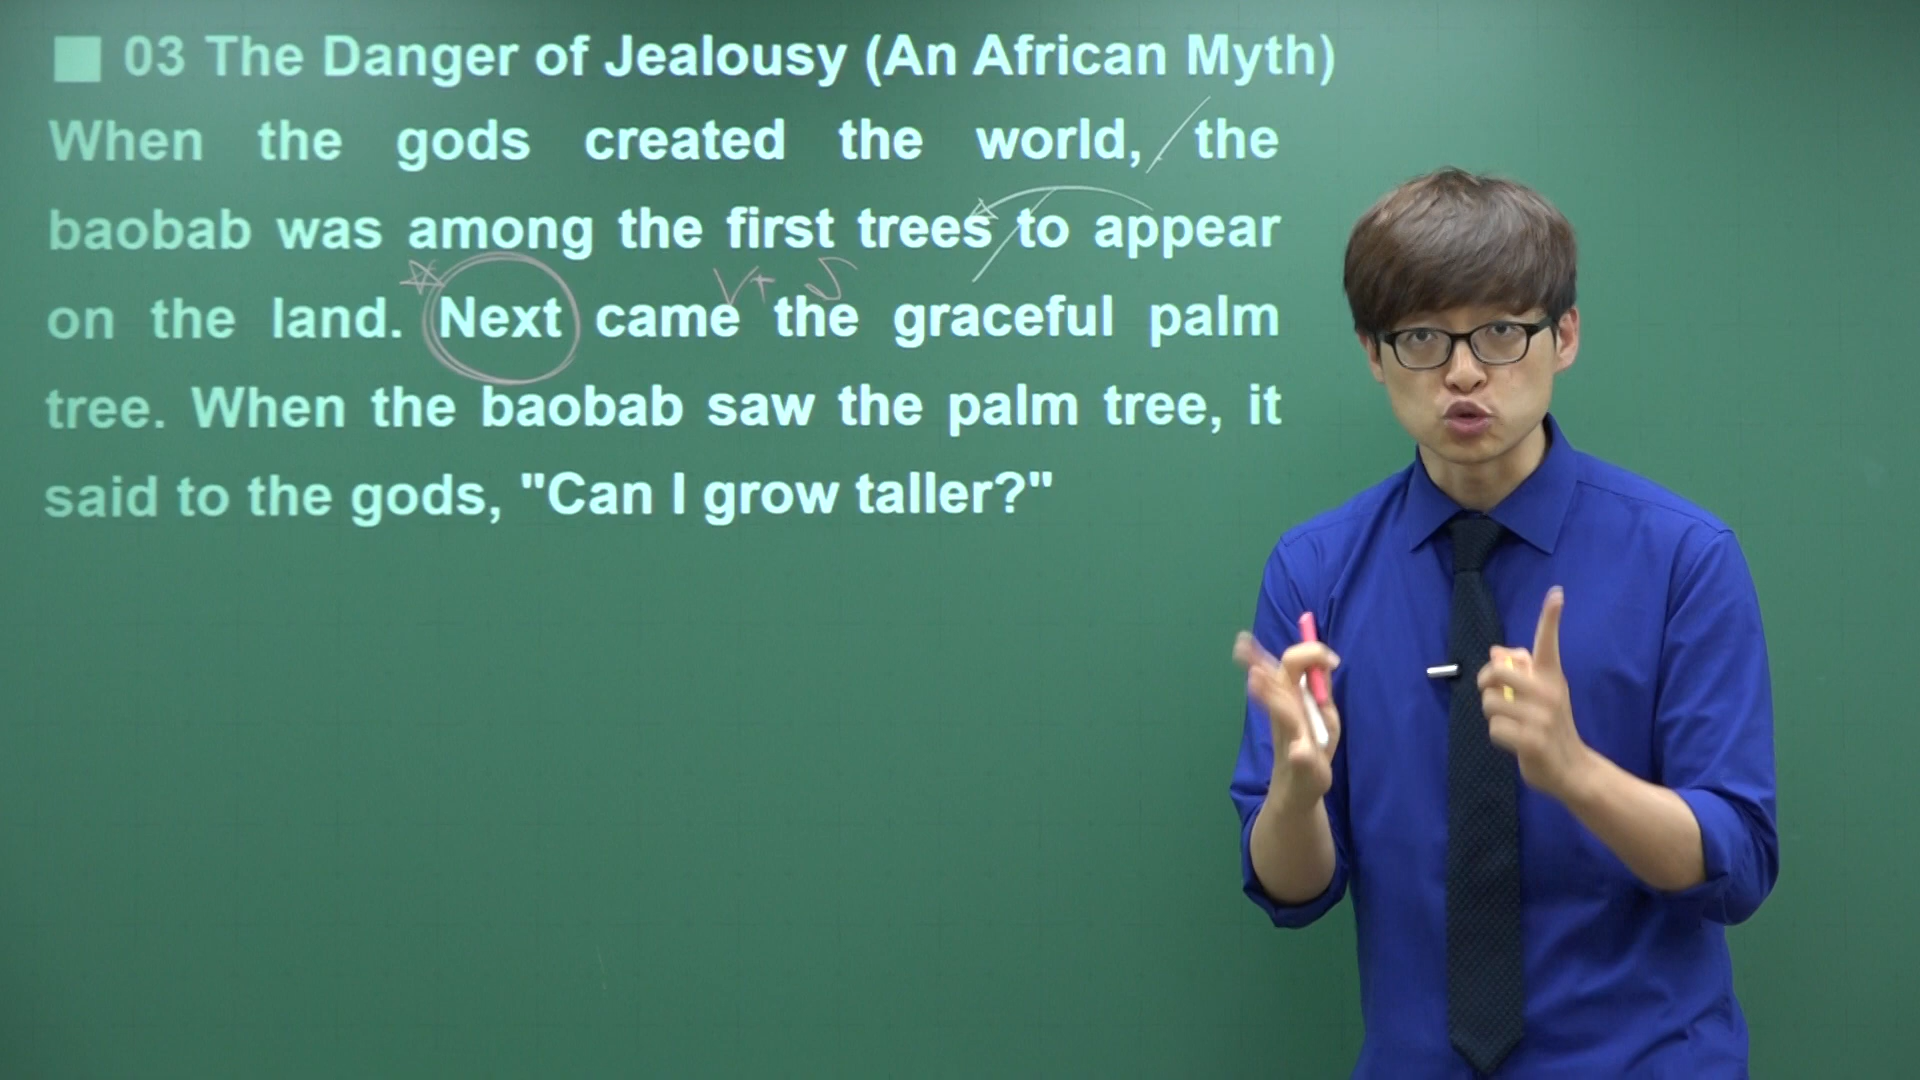 ■ 03 The Danger of Jealousy (An African Myth)
When the gods created the world, the
baobab was among the first trees to appear
V+ S
on the land. Next came the graceful palm
tree. When the baobab saw the palm tree, it
said to the gods, "Can I grow taller?"